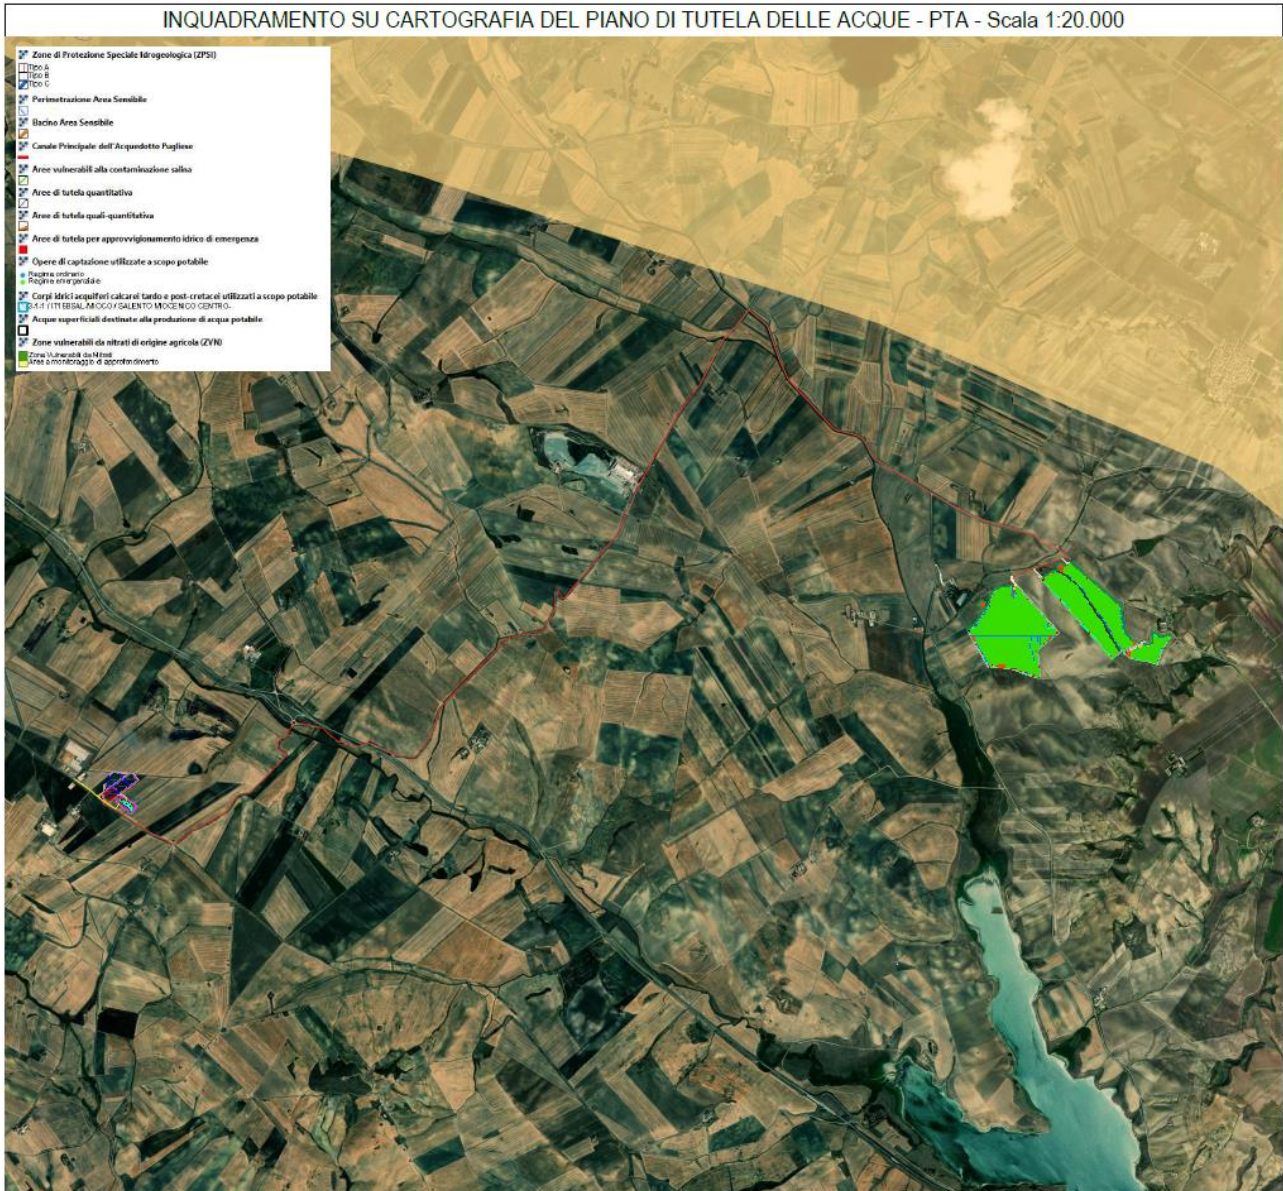 INQUADRAMENTO SU CARTOGRAFIA DEL PIANO DI TUTELA DELLE ACQUE - PTA - Scala 1:20.000
Zone di Protezione Speciale Idrogeologica (ZPSI)
Tipo A
Tipo B
Tipo C
Perimetrazione Area Sensibile
Bacino Area Sensibile
Canale Principale dell'Acquedotto Pugliese
Aree vulnerabili alla contaminazione salina
Aree di tutela quantitativa
Aree di tutela quali-quantitativa
Aree di tutela per approvvigionamento idrico di emergenza
Opere di captazione utilizzate a scopo potabile
Regime ordinario
Regime emergenziale
Corpi idrici acquiferi calcarei tardo e post-cretacei utilizzati a scopo potabile
SALENTO MIOCENICO CENTRO-
Acque superficiali destinate alla produzione di acqua potabile
Zone vulnerabili da nitrati di origine agricola (ZVN)
Zone Vulnerabili da Nitrati
Aree a monitoraggio di approfondimento